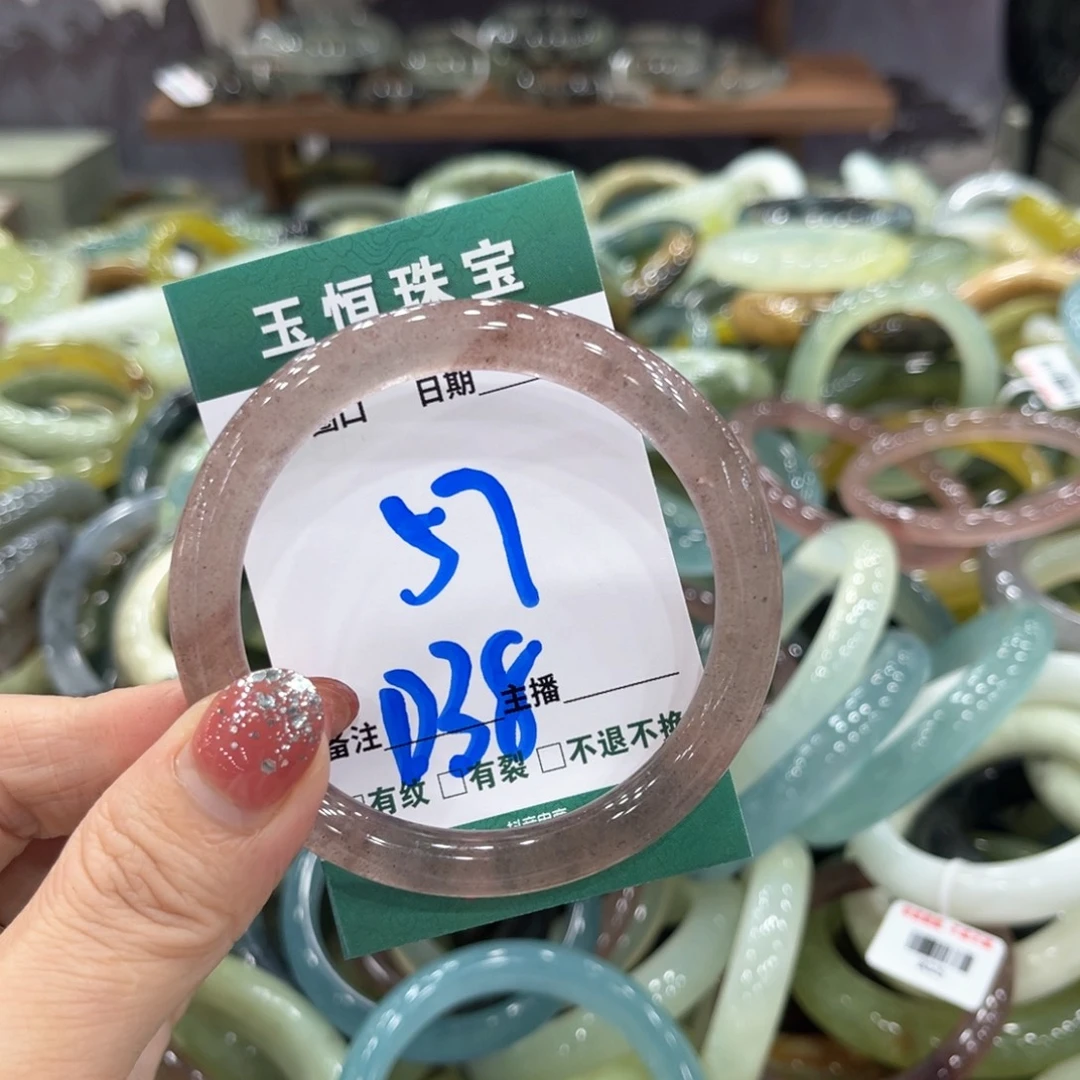 玉恒珠宝
日期
57
D38
备注 主播
□有纹 □有裂 □不退不换